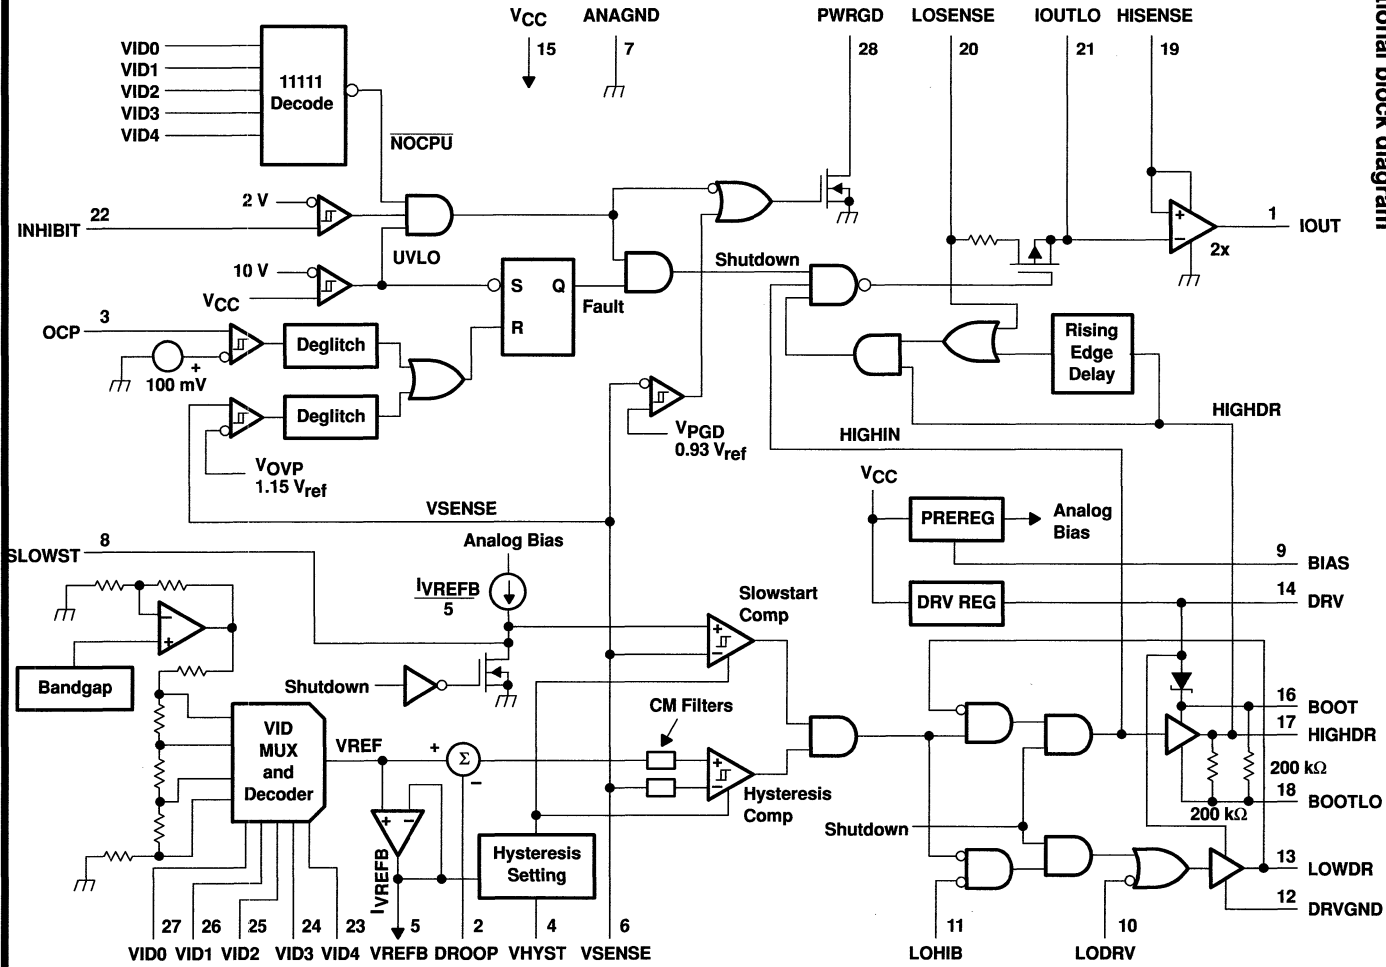 VCC
ANAGND
PWRGD
LOSENSE
IOUTLO
HISENSE
15
7
28
20
21
19
VID0
VID1
VID2
VID3
VID4
11111
Decode
NOCPU
2 V
22
INHIBIT
UVLO
10 V
VCC
S
Q
R
Fault
Shutdown
+
−
2x
1
IOUT
3
OCP
Deglitch
+
100 mV
Deglitch
VOVP
1.15 Vref
VPGD
0.93 Vref
Rising
Edge
Delay
HIGHDR
HIGHIN
VCC
PREREG
Analog
Bias
9
BIAS
DRV REG
14
DRV
VSENSE
8
SLOWST
Analog Bias
IVREFB
5
Slowstart
Comp
+
−
−
+
Bandgap
Shutdown
CM Filters
VID
MUX
and
Decoder
VREF
+
Σ
−
+
−
+
−
Hysteresis
Comp
Hysteresis
Setting
IVREFB
16
BOOT
17
HIGHDR
200 kΩ
18
BOOTLO
200 kΩ
Shutdown
13
LOWDR
12
DRVGND
27
26
25
24
23
5
2
4
6
11
10
VID0
VID1
VID2
VID3
VID4
VREFB
DROOP
VHYST
VSENSE
LOHIB
LODRV